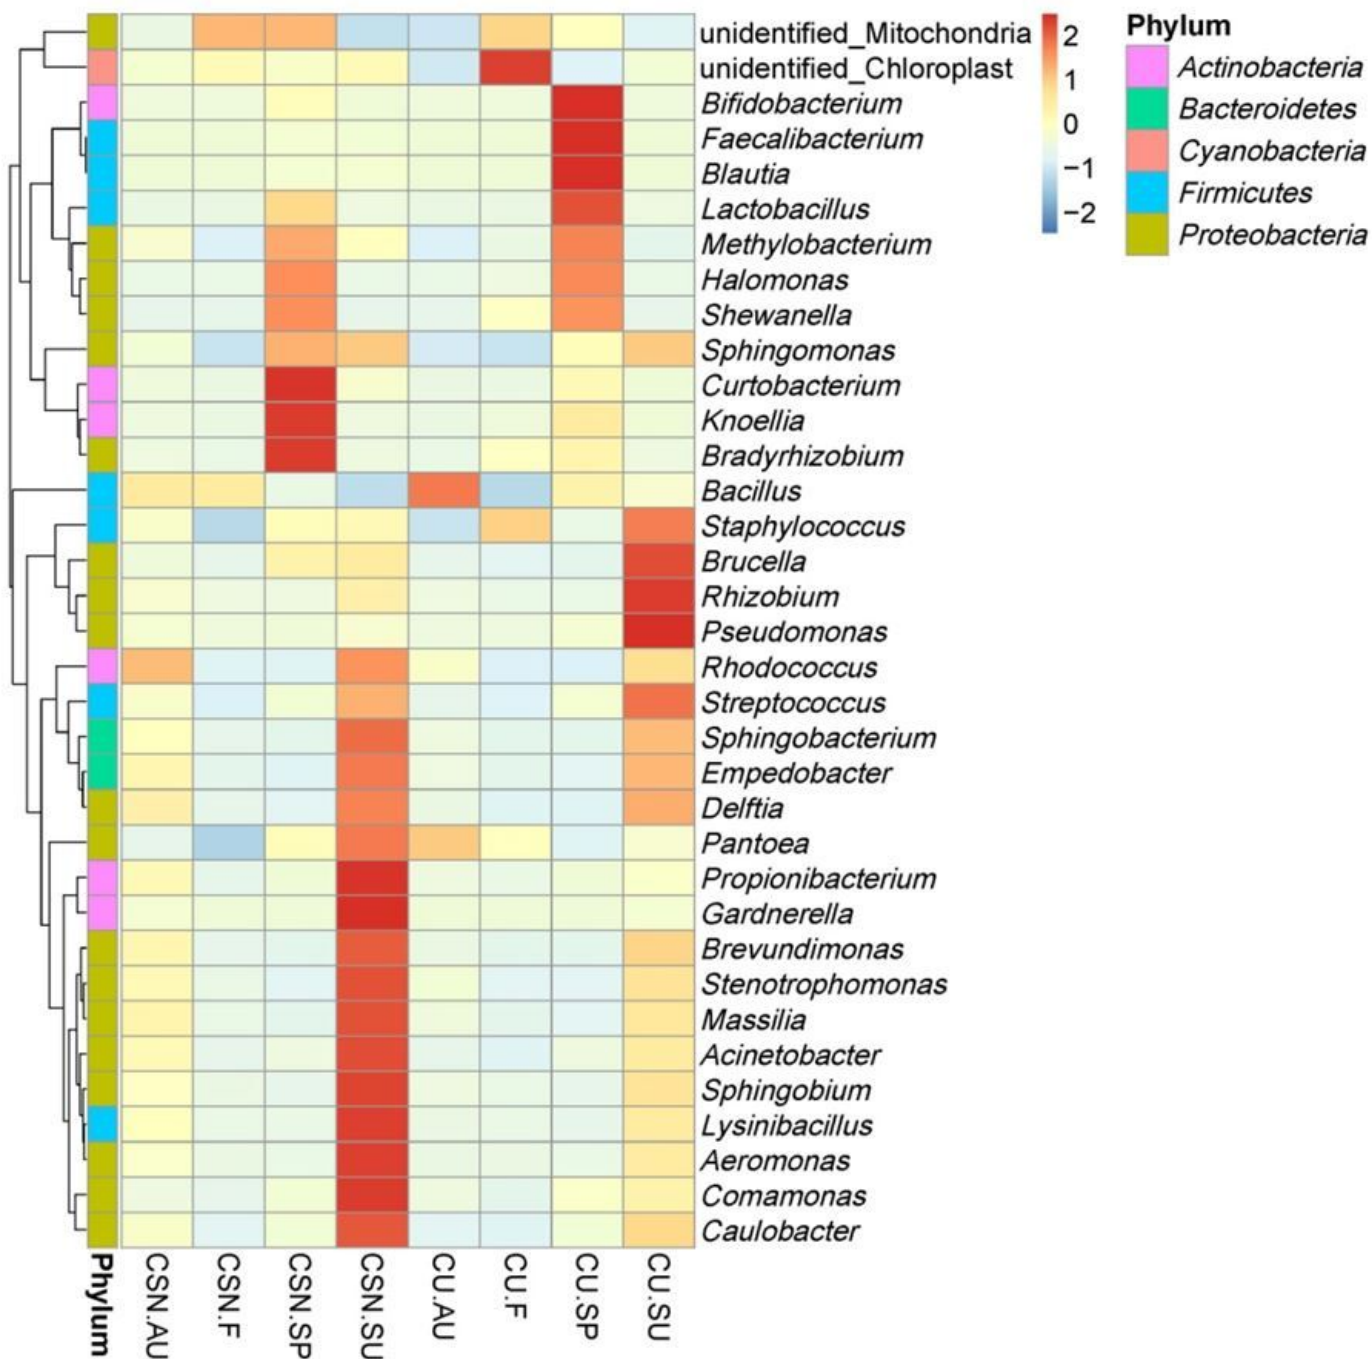 unidentified_Mitochondria
unidentified_Chloroplast
Bifidobacterium
Faecalibacterium
Blautia
Lactobacillus
Methylobacterium
Halomonas
Shewanella
Sphingomonas
Curtobacterium
Knoellia
Bradyrhizobium
Bacillus
Staphylococcus
Brucella
Rhizobium
Pseudomonas
Rhodococcus
Streptococcus
Sphingobacterium
Empedobacter
Delftia
Pantoea
Propionibacterium
Gardnerella
Brevundimonas
Stenotrophomonas
Massilia
Acinetobacter
Sphingobium
Lysinibacillus
Aeromonas
Comamonas
Caulobacter
2
1
0
−1
−2
Phylum
Actinobacteria
Bacteroidetes
Cyanobacteria
Firmicutes
Proteobacteria
Phylum
CSN.AU
CSN.F
CSN.SP
CSN.SU
CU.AU
CU.F
CU.SP
CU.SU